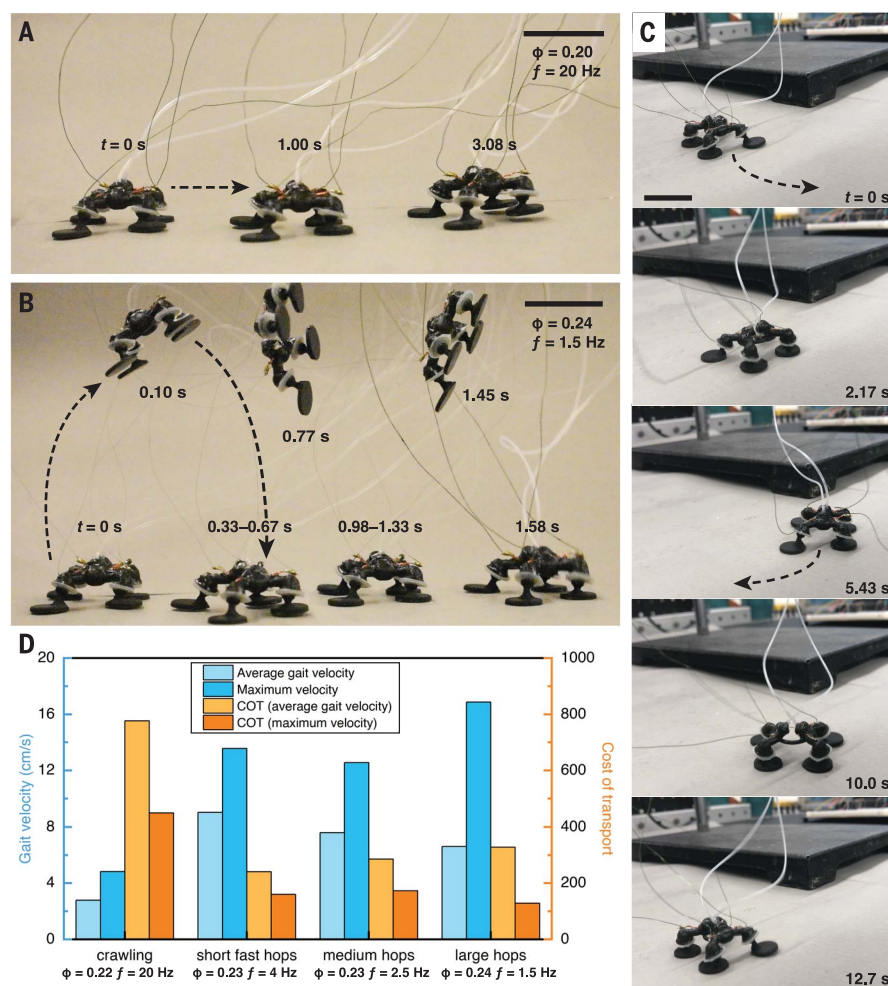 A
ϕ = 0.20
ƒ = 20 Hz
t = 0 s
1.00 s
3.08 s
B
ϕ = 0.24
ƒ = 1.5 Hz
0.10 s
0.77 s
1.45 s
t = 0 s
0.33–0.67 s
0.98–1.33 s
1.58 s
C
t = 0 s
2.17 s
5.43 s
10.0 s
12.7 s
D
Average gait velocity
Maximum velocity
COT (average gait velocity)
COT (maximum velocity)
Gait velocity (cm/s)
20
16
12
8
4
0
Cost of transport
1000
800
600
400
200
0
crawling
ϕ = 0.22 ƒ = 20 Hz
short fast hops
ϕ = 0.23 ƒ = 4 Hz
medium hops
ϕ = 0.23 ƒ = 2.5 Hz
large hops
ϕ = 0.24 ƒ = 1.5 Hz